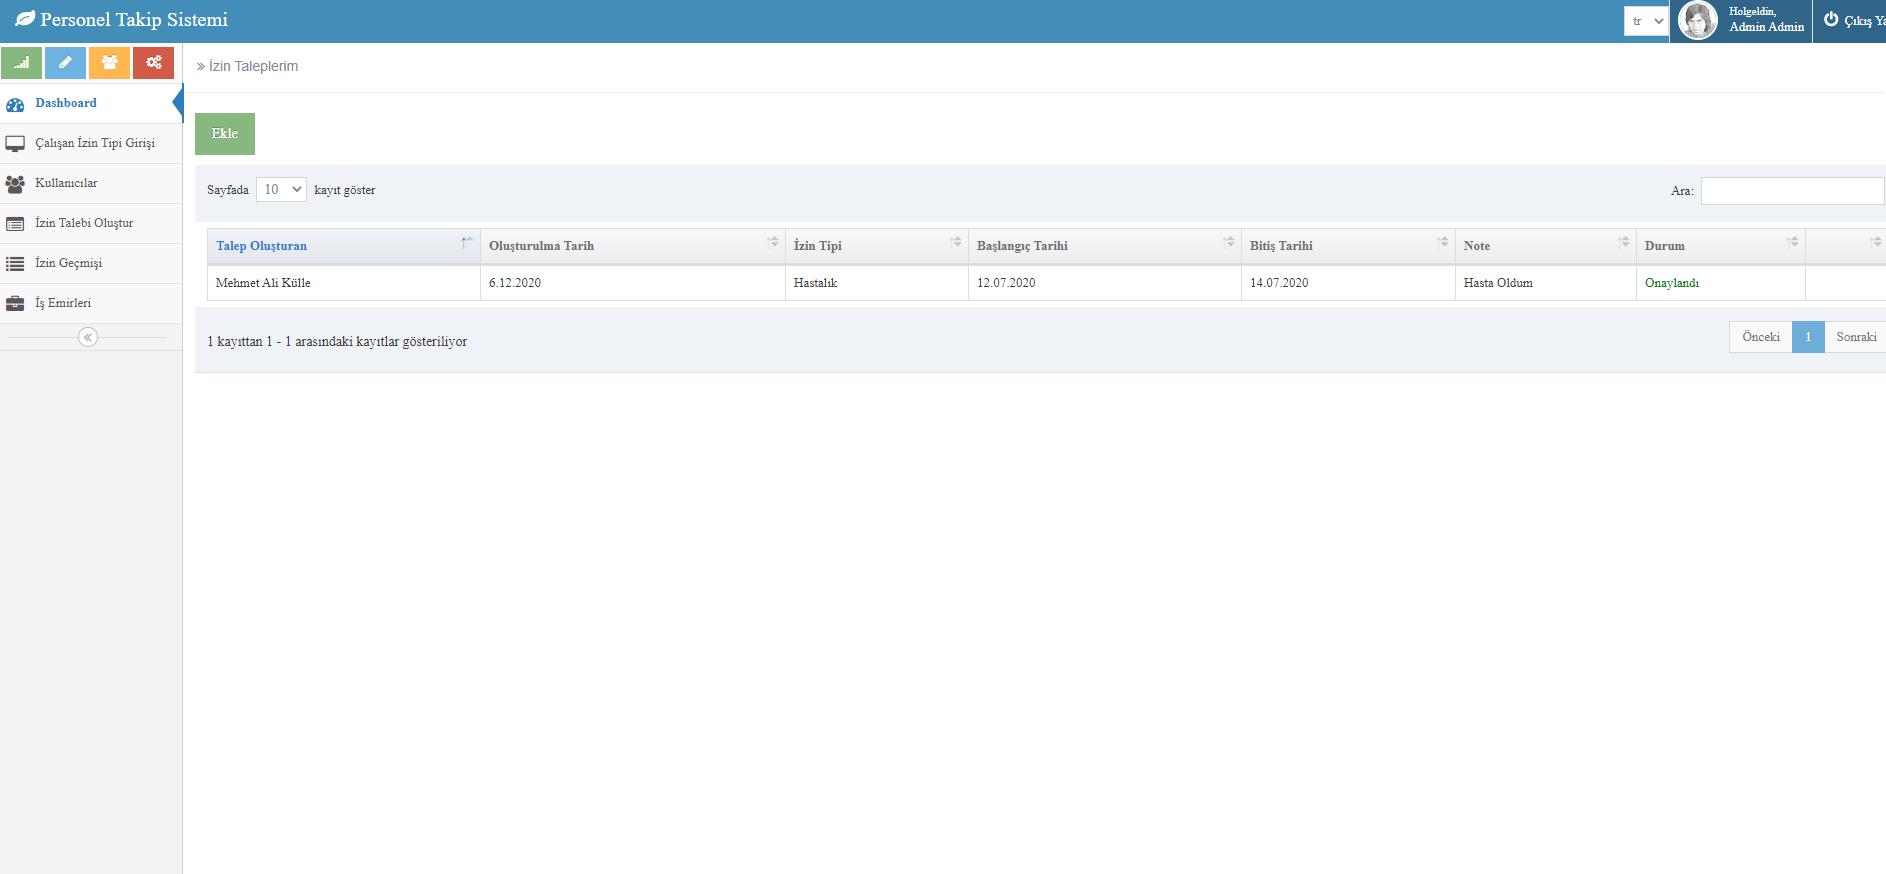 Personel Takip Sistemi
tr
Holgeldin,
Admin Admin
Çıkış Ya
» İzin Taleplerim
Dashboard
Çalışan İzin Tipi Girişi
Kullanıcılar
İzin Talebi Oluştur
İzin Geçmişi
İş Emirleri
Ekle
Sayfada 10 kayıt göster
Ara:
Talep Oluşturan Oluşturulma Tarih İzin Tipi Başlangıç Tarihi Bitiş Tarihi Note Durum
Mehmet Ali Külle 6.12.2020 Hastalık 12.07.2020 14.07.2020 Hasta Oldum Onaylandı
1 kayıttan 1 - 1 arasındaki kayıtlar gösteriliyor
Önceki 1 Sonraki